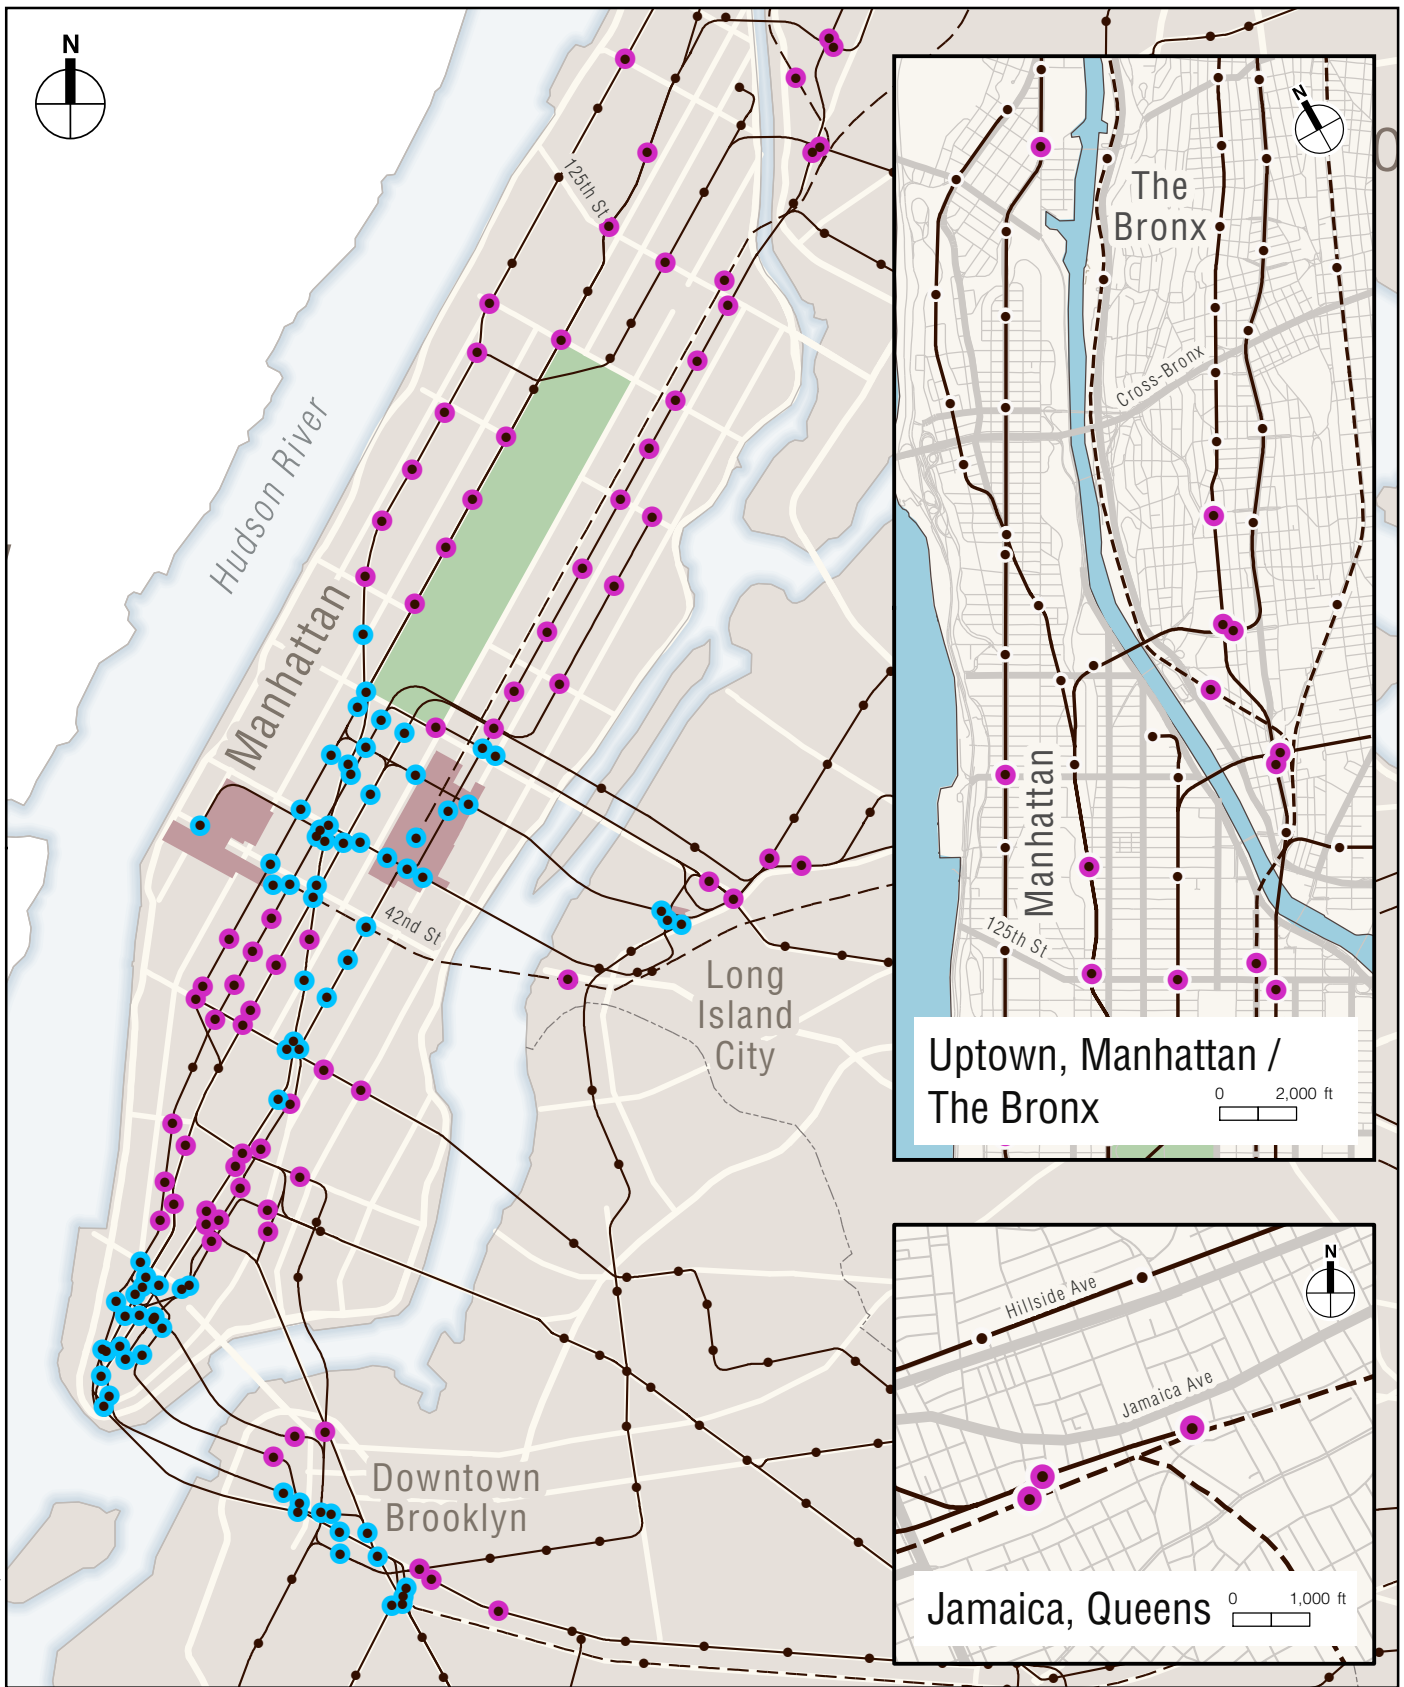 N
125th St
Hudson River
Manhattan
42nd St
Long
Island
City
Downtown
Brooklyn
N
The
Bronx
Cross-Bronx
Manhattan
125th St
Uptown, Manhattan /
The Bronx
0 2,000 ft
N
Hillside Ave
Jamaica Ave
Jamaica, Queens
0 1,000 ft